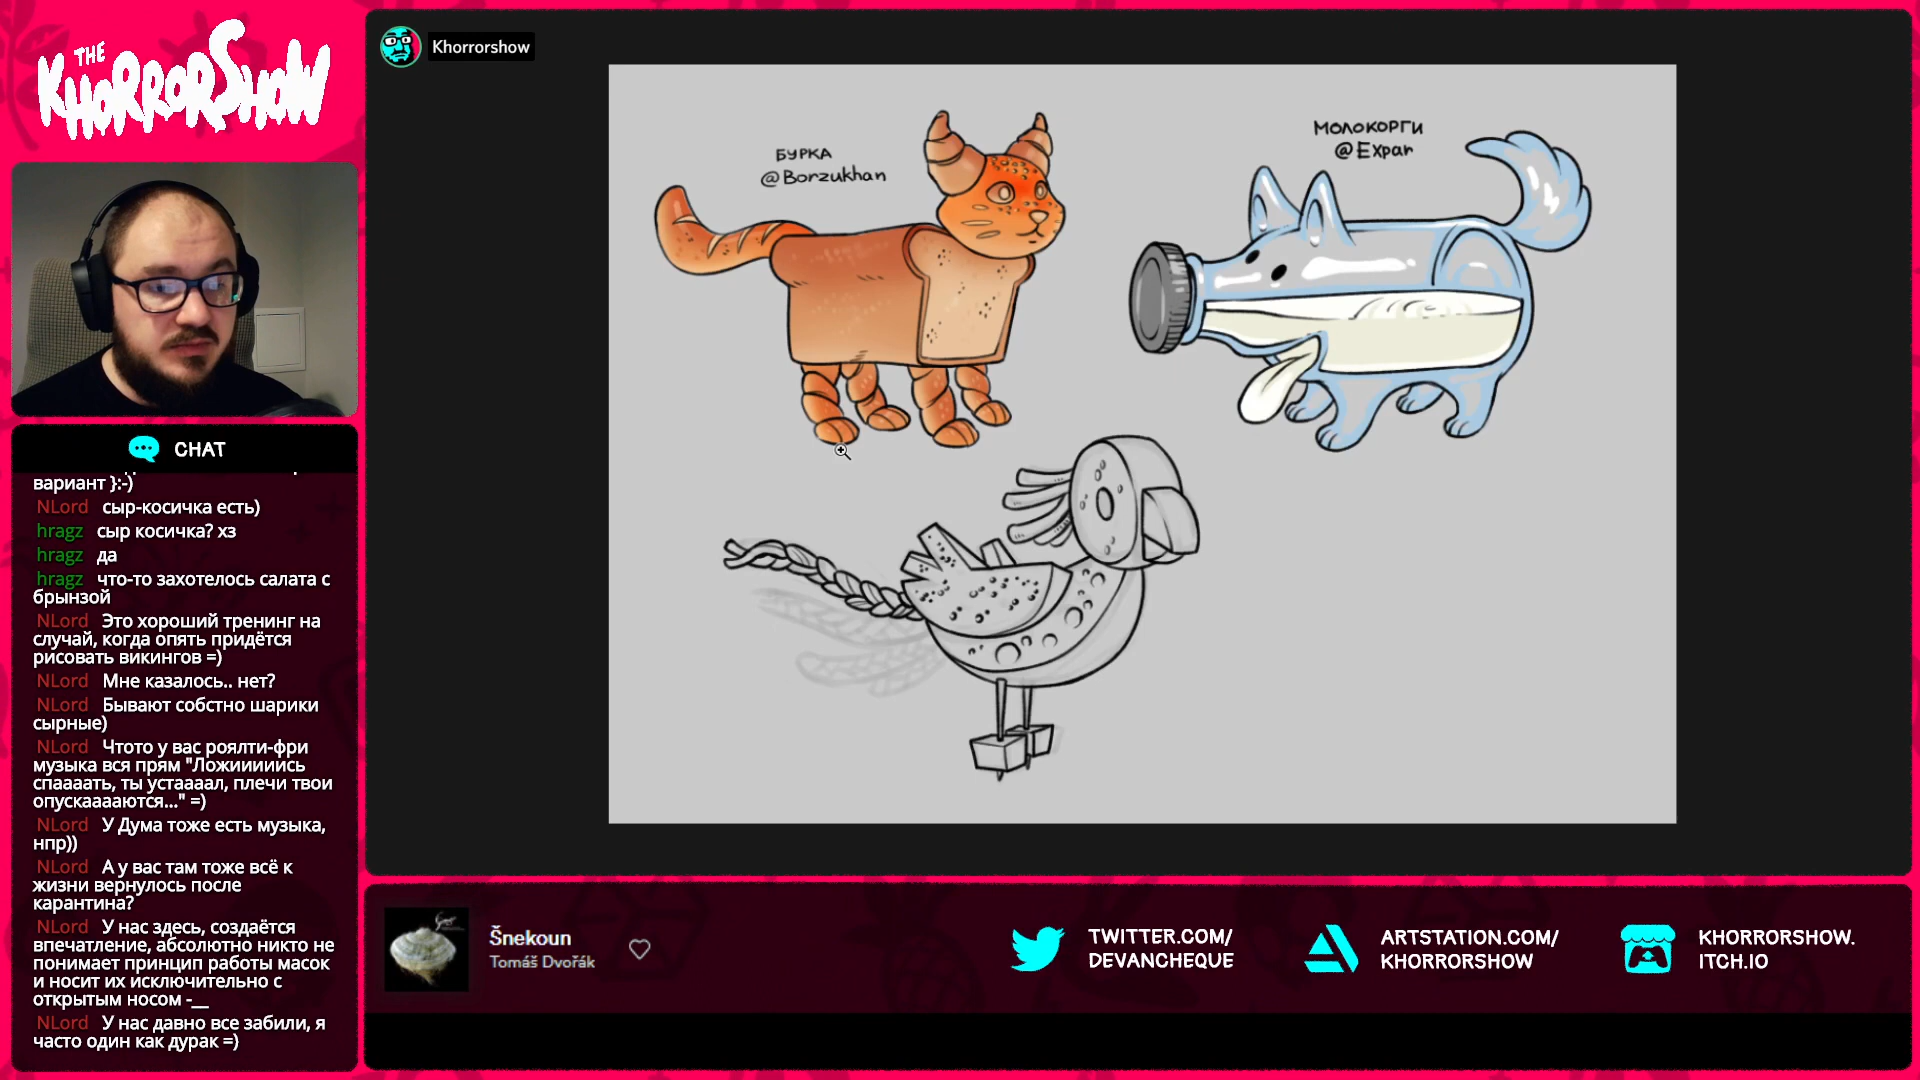 THE
KHORRORSHOW
Khorrorshow
БУРКА
@Borzukhan
МОЛОКОРГИ
@Expar
CHAT
вариант }:-)
NLord сыр-косичка есть)
hragz сыр косичка? хз
hragz да
hragz что-то захотелось салата с
брынзой
NLord Это хороший тренинг на
случай, когда опять придётся
рисовать викингов =)
NLord Мне казалось.. нет?
NLord Бывают собстно шарики
сырные)
NLord Чтото у вас роялти-фри
музыка вся прям "Ложииииись
спаааать, ты устаааал, плечи твои
опускааааются..." =)
NLord У Дума тоже есть музыка,
нпр))
NLord А у вас там тоже всё к
жизни вернулось после
карантина?
NLord У нас здесь, создаётся
впечатление, абсолютно никто не
понимает принцип работы масок
и носит их исключительно с
открытым носом -__
NLord У нас давно все забили, я
часто один как дурак =)
Šnekoun
Tomáš Dvořák
TWITTER.COM/
DEVANCHEQUE
ARTSTATION.COM/
KHORRORSHOW
KHORRORSHOW.
ITCH.IO